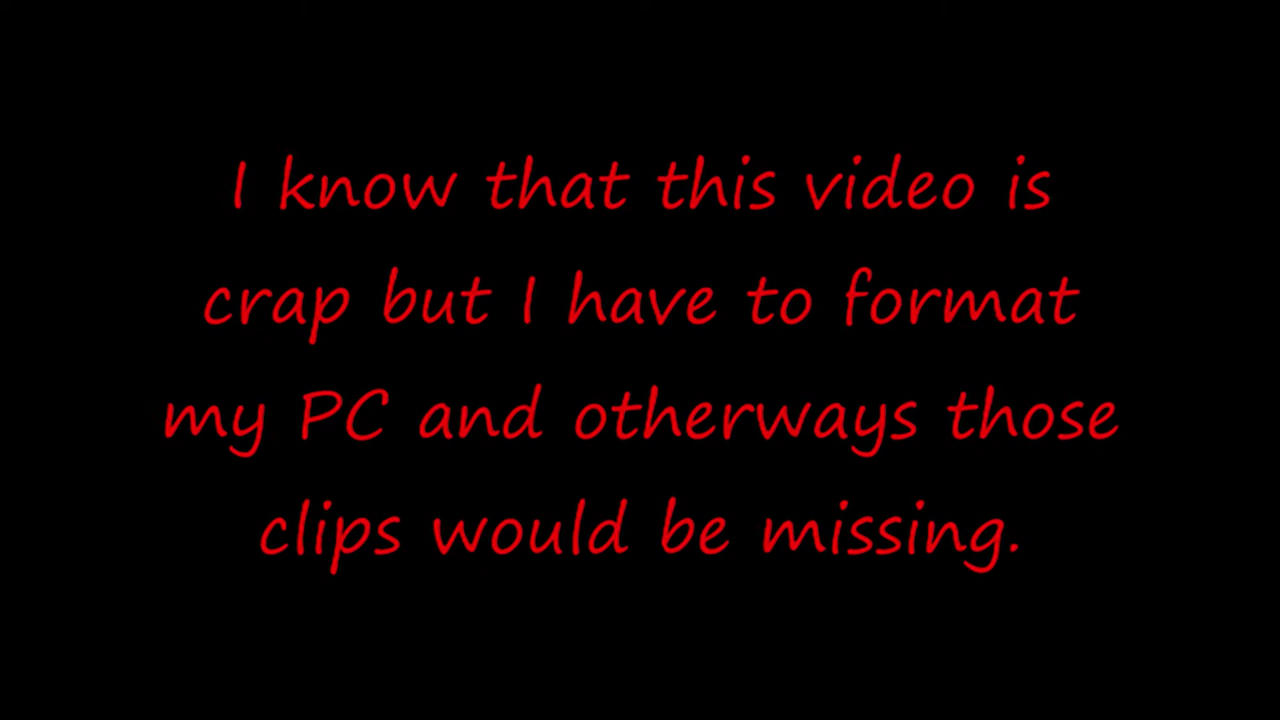 I know that this video is
crap but I have to format
my PC and otherways those
clips would be missing.